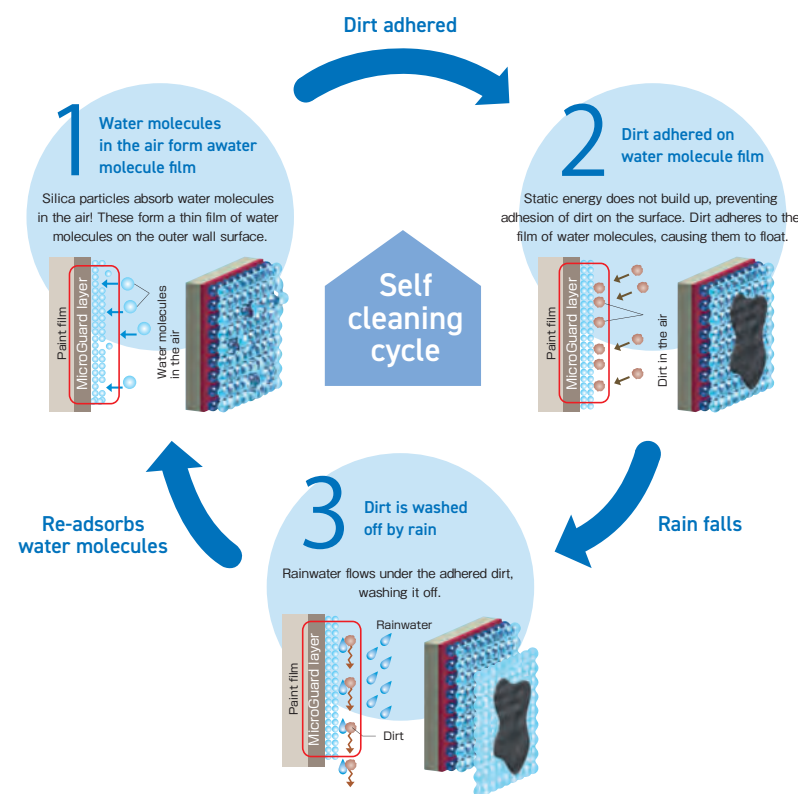 Dirt adhered
1
Water molecules
in the air form awater
molecule film
Silica particles absorb water molecules
in the air! These form a thin film of water
molecules on the outer wall surface.
Paint film
MicroGuard layer
Water molecules
in the air
2
Dirt adhered on
water molecule film
Static energy does not build up, preventing
adhesion of dirt on the surface. Dirt adheres to the
film of water molecules, causing them to float.
Paint film
MicroGuard layer
Dirt in the air
Self
cleaning
cycle
Re-adsorbs
water molecules
Rain falls
3
Dirt is washed
off by rain
Rainwater flows under the adhered dirt,
washing it off.
Paint film
MicroGuard layer
Rainwater
Dirt